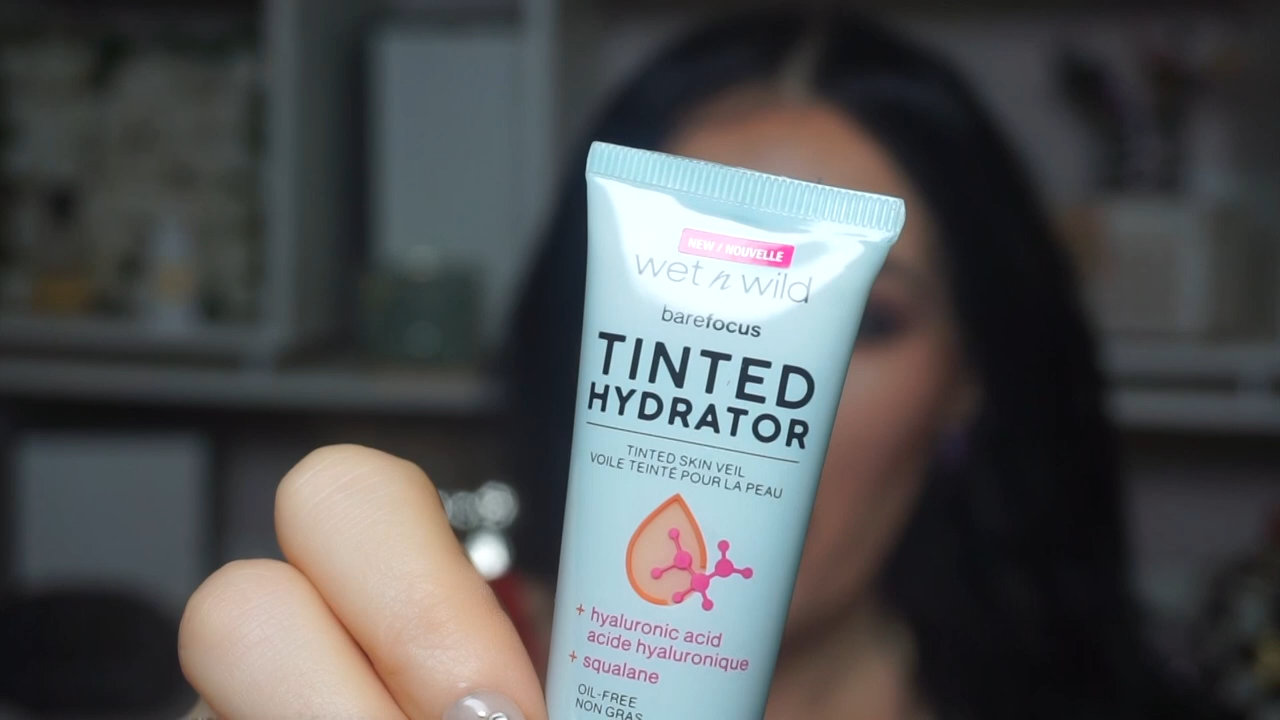 NEW / NOUVELLE
wet n wild
barefocus
TINTED
HYDRATOR
TINTED SKIN VEIL
VOILE TEINTÉ POUR LA PEAU
+ hyaluronic acid
acide hyaluronique
+ squalane
OIL-FREE
NON GRAS